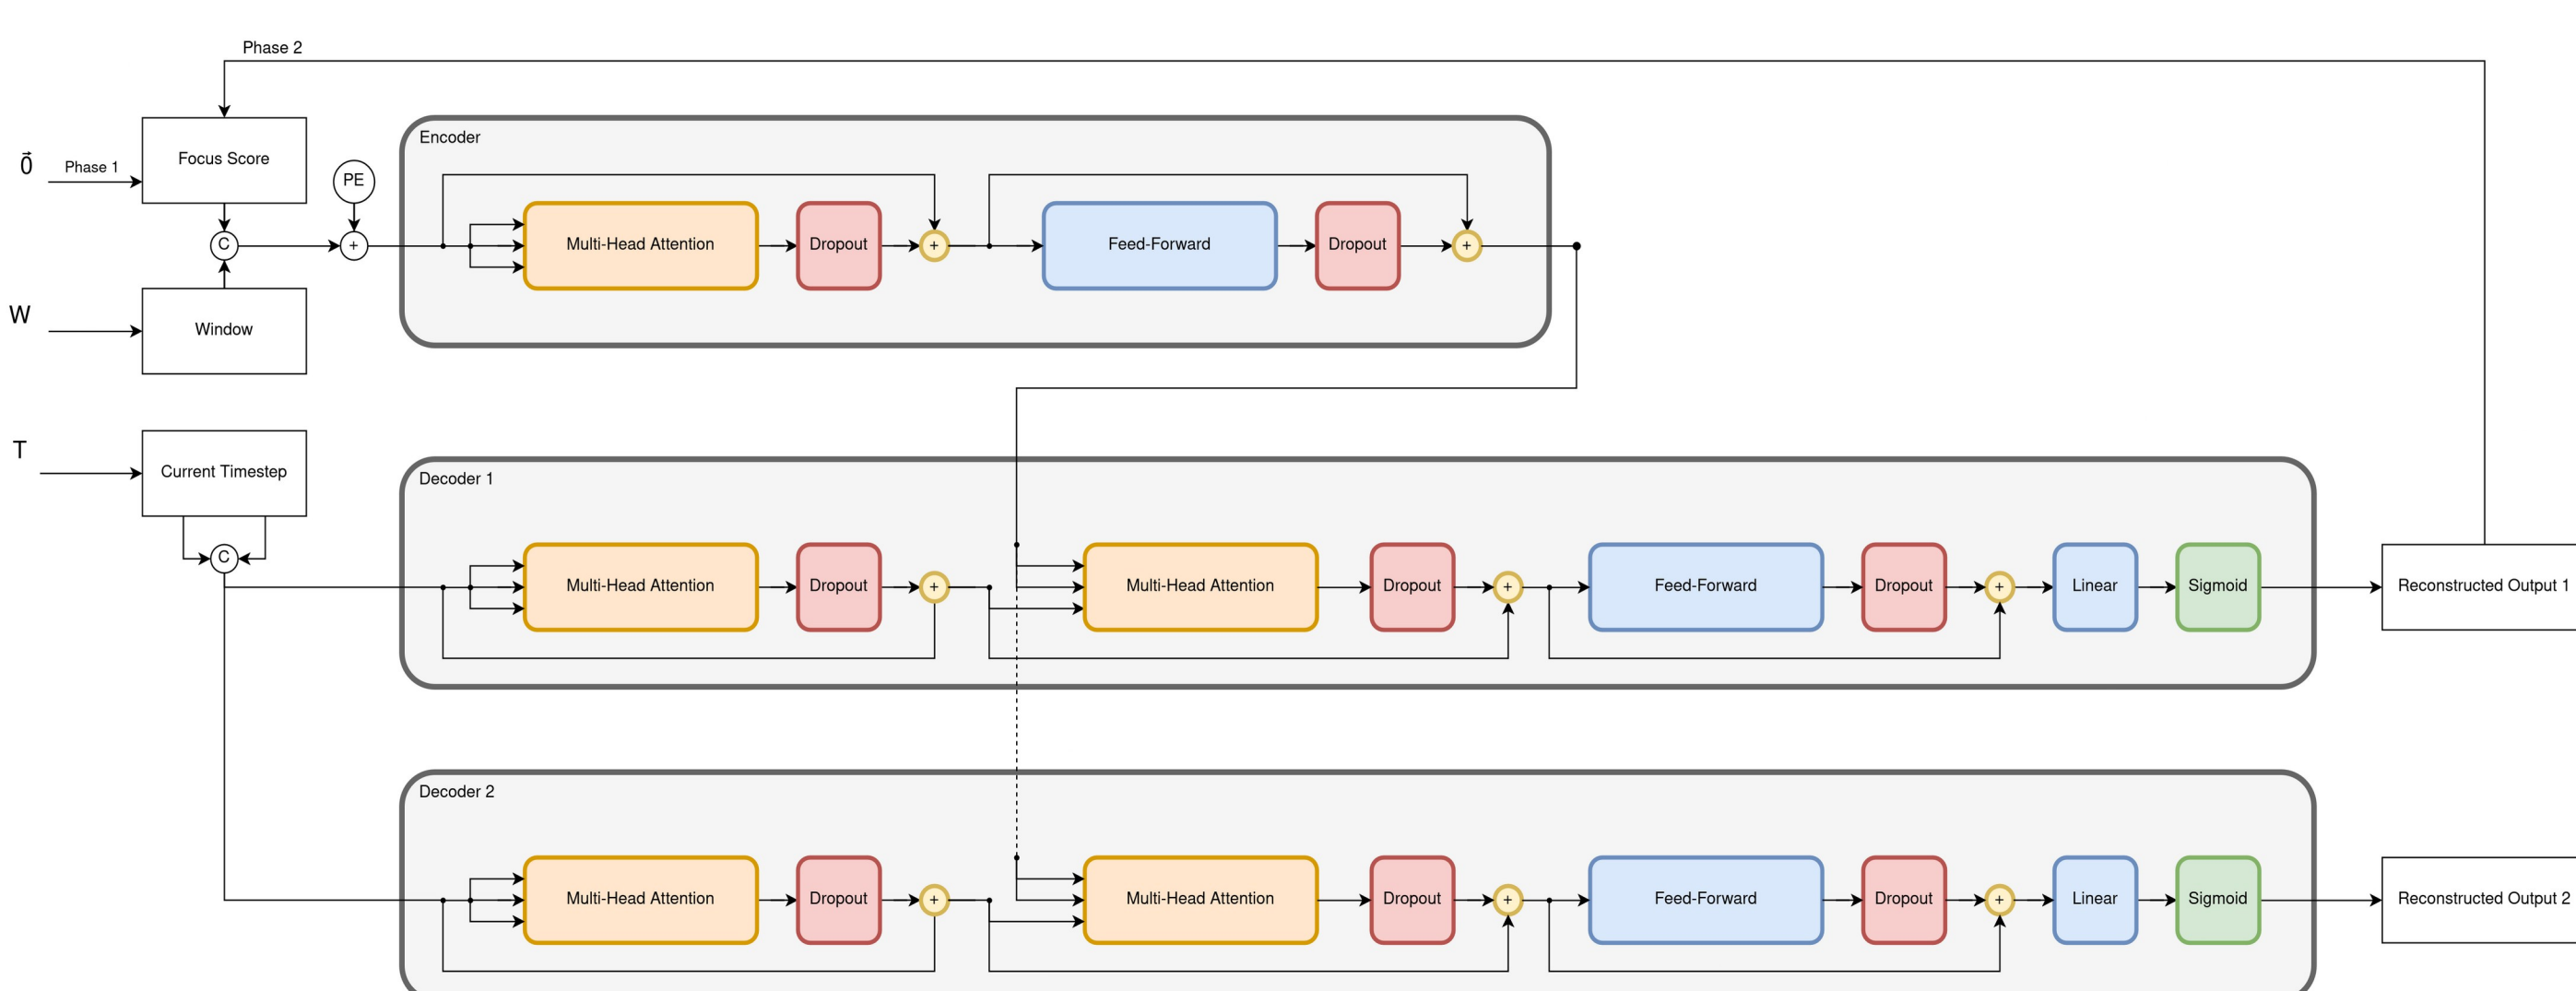 Phase 2
0⃗
Phase 1
Focus Score
PE
C
+
W
Window
Encoder
Multi-Head Attention
Dropout
+
Feed-Forward
Dropout
+
T
Current Timestep
C
Decoder 1
Multi-Head Attention
Dropout
+
Multi-Head Attention
Dropout
+
Feed-Forward
Dropout
+
Linear
Sigmoid
Reconstructed Output 1
Decoder 2
Multi-Head Attention
Dropout
+
Multi-Head Attention
Dropout
+
Feed-Forward
Dropout
+
Linear
Sigmoid
Reconstructed Output 2